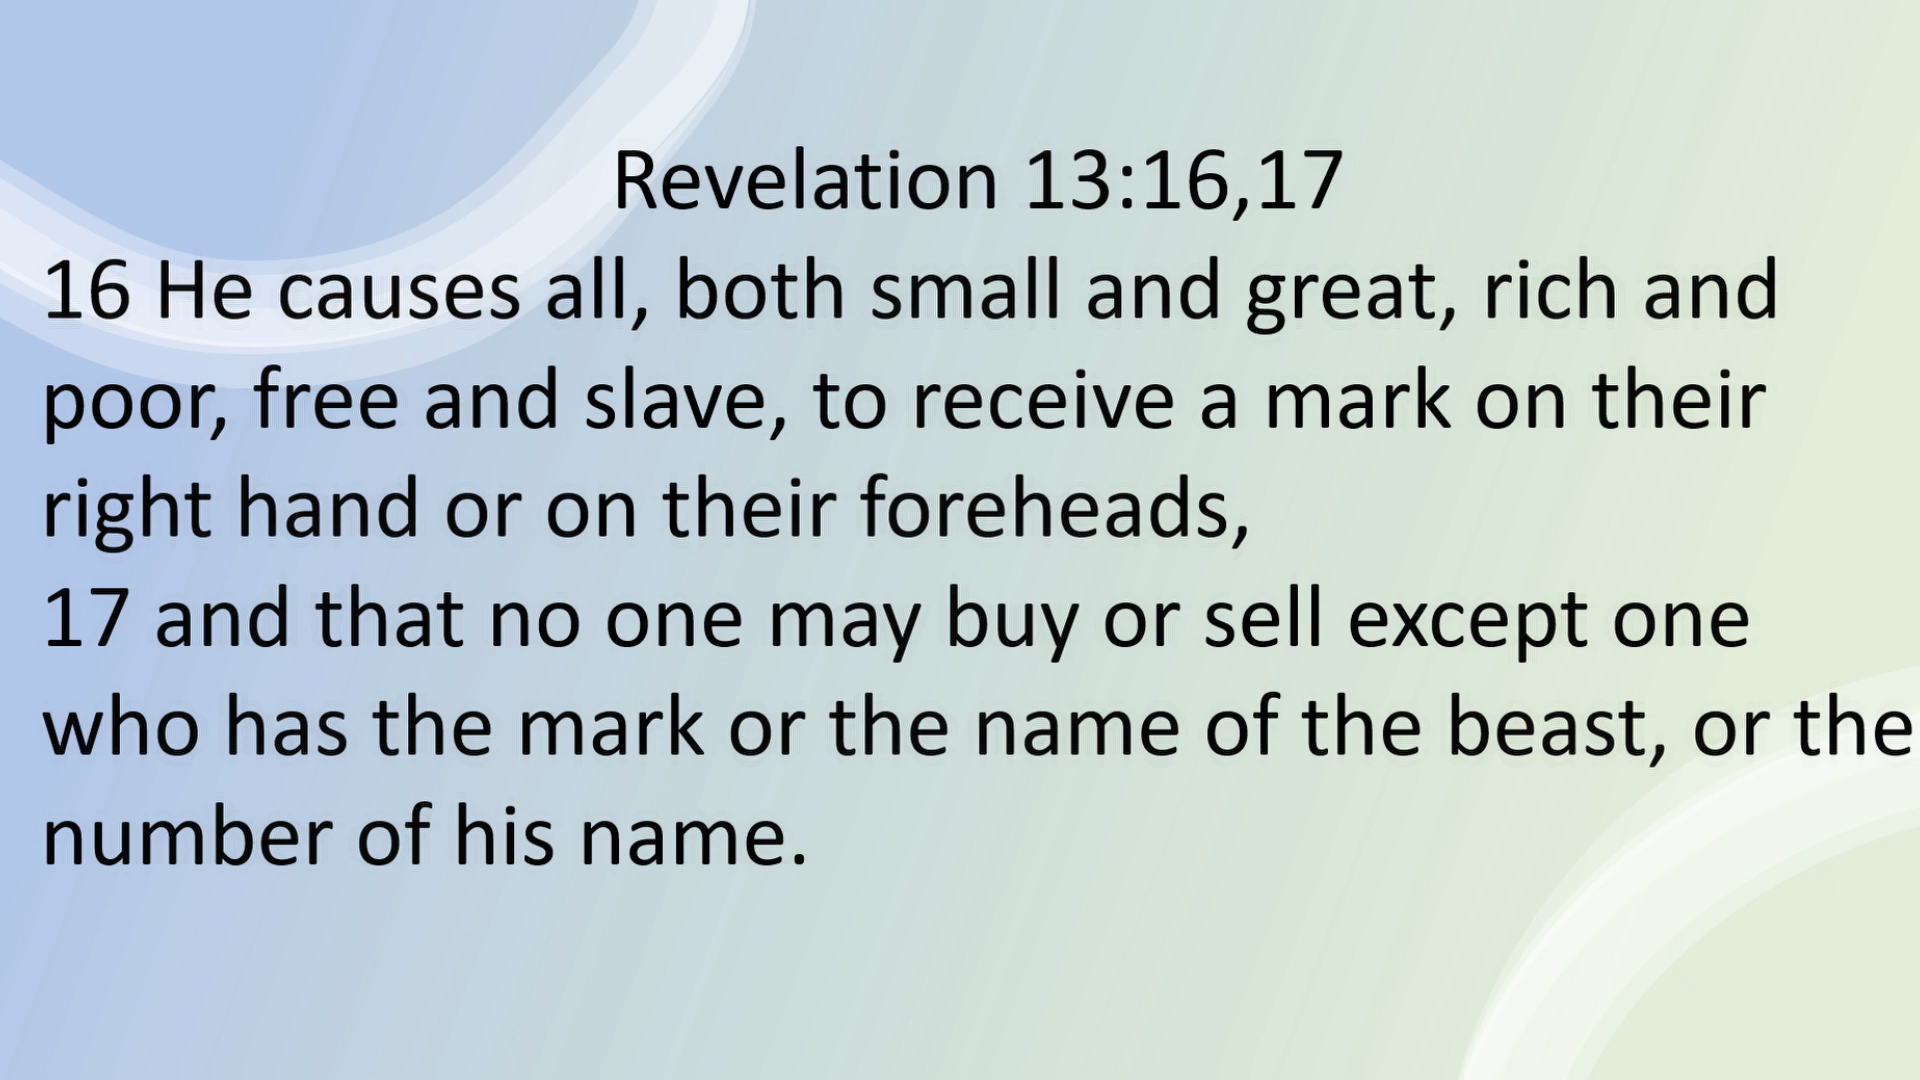 Revelation 13:16,17
16 He causes all, both small and great, rich and
poor, free and slave, to receive a mark on their
right hand or on their foreheads,
17 and that no one may buy or sell except one
who has the mark or the name of the beast, or the
number of his name.